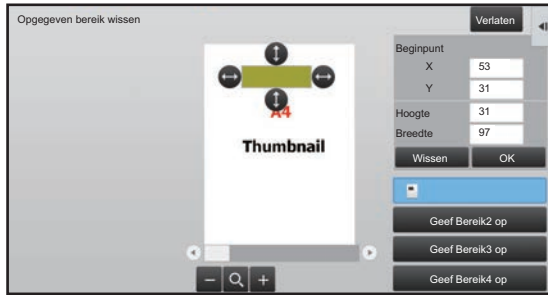 Opgegeven bereik wissen
Verlaten
A4
Thumbnail
Beginpunt
X 53
Y 31
Hoogte 31
Breedte 97
Wissen OK
Geef Bereik2 op
Geef Bereik3 op
Geef Bereik4 op